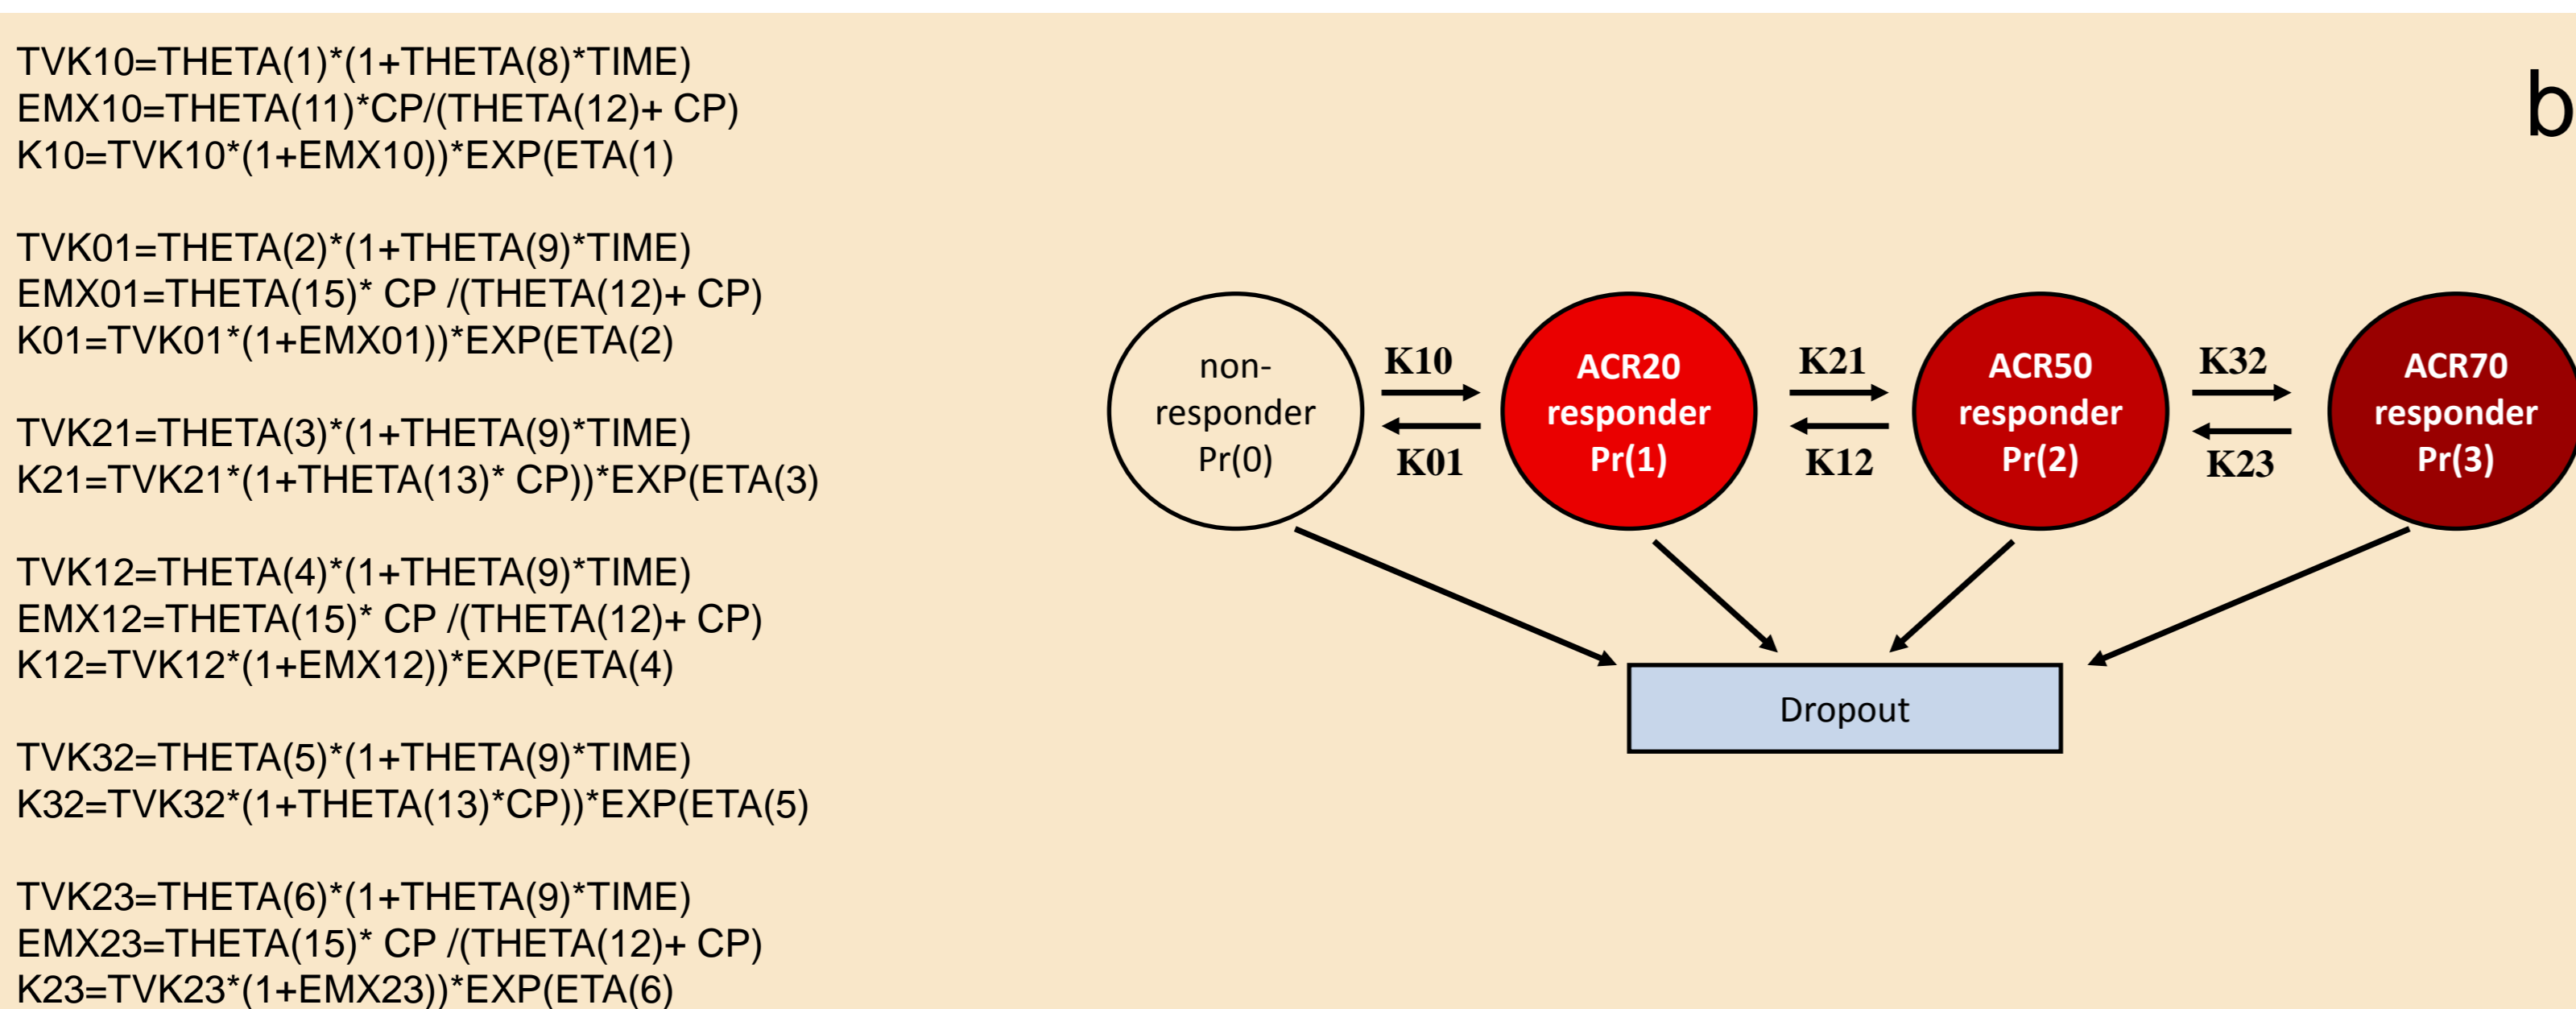 TVK10=THETA(1)*(1+THETA(8)*TIME)
EMX10=THETA(11)*CP/(THETA(12)+ CP)
K10=TVK10*(1+EMX10))*EXP(ETA(1)
TVK01=THETA(2)*(1+THETA(9)*TIME)
EMX01=THETA(15)* CP /(THETA(12)+ CP)
K01=TVK01*(1+EMX01))*EXP(ETA(2)
TVK21=THETA(3)*(1+THETA(9)*TIME)
K21=TVK21*(1+THETA(13)* CP))*EXP(ETA(3)
TVK12=THETA(4)*(1+THETA(9)*TIME)
EMX12=THETA(15)* CP /(THETA(12)+ CP)
K12=TVK12*(1+EMX12))*EXP(ETA(4)
TVK32=THETA(5)*(1+THETA(9)*TIME)
K32=TVK32*(1+THETA(13)*CP))*EXP(ETA(5)
TVK23=THETA(6)*(1+THETA(9)*TIME)
EMX23=THETA(15)* CP /(THETA(12)+ CP)
K23=TVK23*(1+EMX23))*EXP(ETA(6)
b
non-
responder
Pr(0)
K10
K01
ACR20
responder
Pr(1)
K21
K12
ACR50
responder
Pr(2)
K32
K23
ACR70
responder
Pr(3)
Dropout